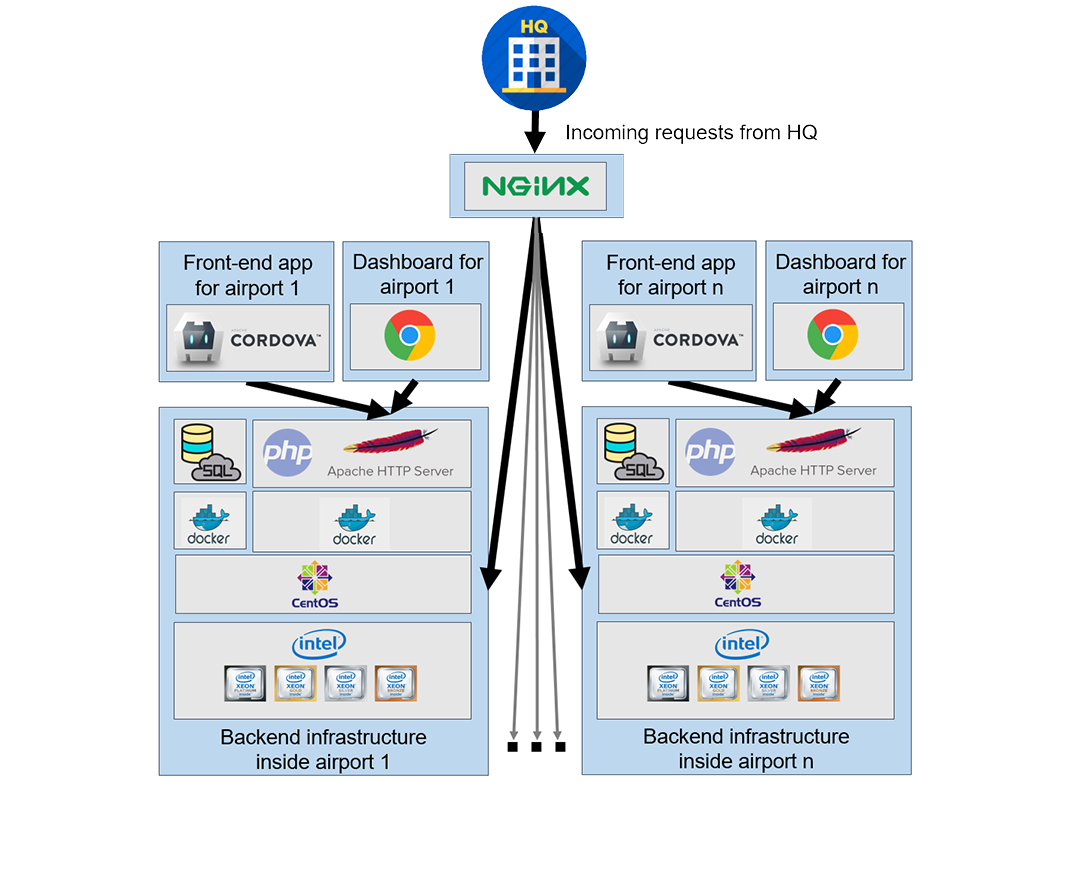 HQ
Incoming requests from HQ
NGINX
Front-end app
for airport 1
APACHE
CORDOVA™
Dashboard for
airport 1
Front-end app
for airport n
APACHE
CORDOVA™
Dashboard for
airport n
SQL
php
Apache HTTP Server
docker
docker
CentOS
intel
intel
XEON
PLATINUM
inside
intel
XEON
GOLD
inside
intel
XEON
SILVER
inside
intel
XEON
BRONZE
inside
Backend infrastructure
inside airport 1
SQL
php
Apache HTTP Server
docker
docker
CentOS
intel
intel
XEON
PLATINUM
inside
intel
XEON
GOLD
inside
intel
XEON
SILVER
inside
intel
XEON
BRONZE
inside
Backend infrastructure
inside airport n